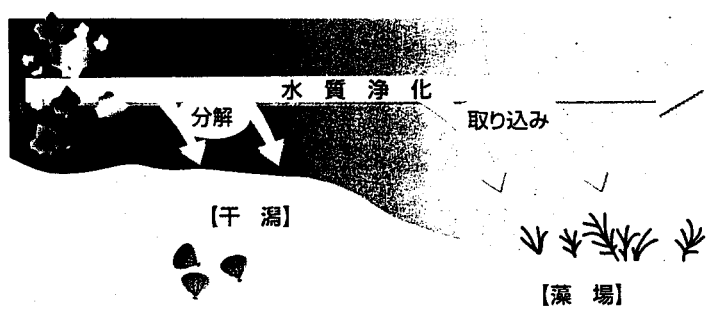 水質浄化
分解
取り込み
【干 潟】
【藻 場】